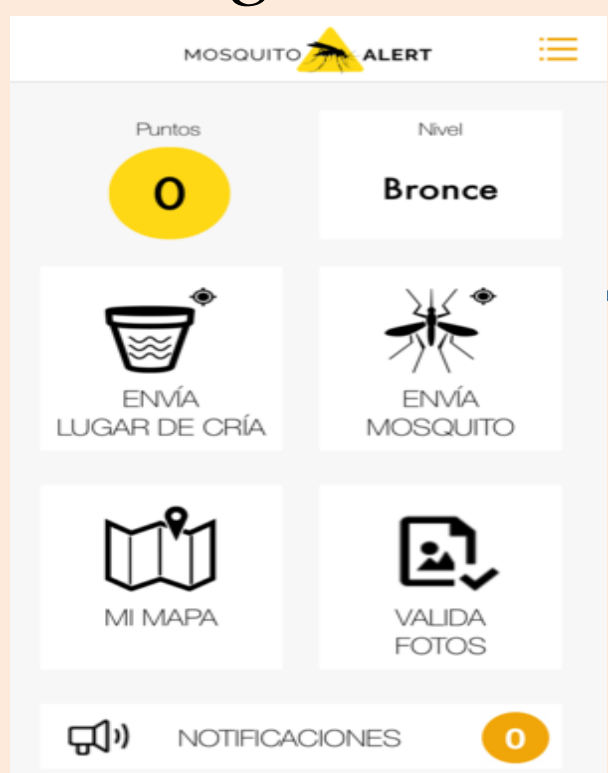 MOSQUITO ALERT
Puntos
0
Nivel
Bronce
ENVÍA
LUGAR DE CRÍA
ENVÍA
MOSQUITO
MI MAPA
VALIDA
FOTOS
NOTIFICACIONES 0